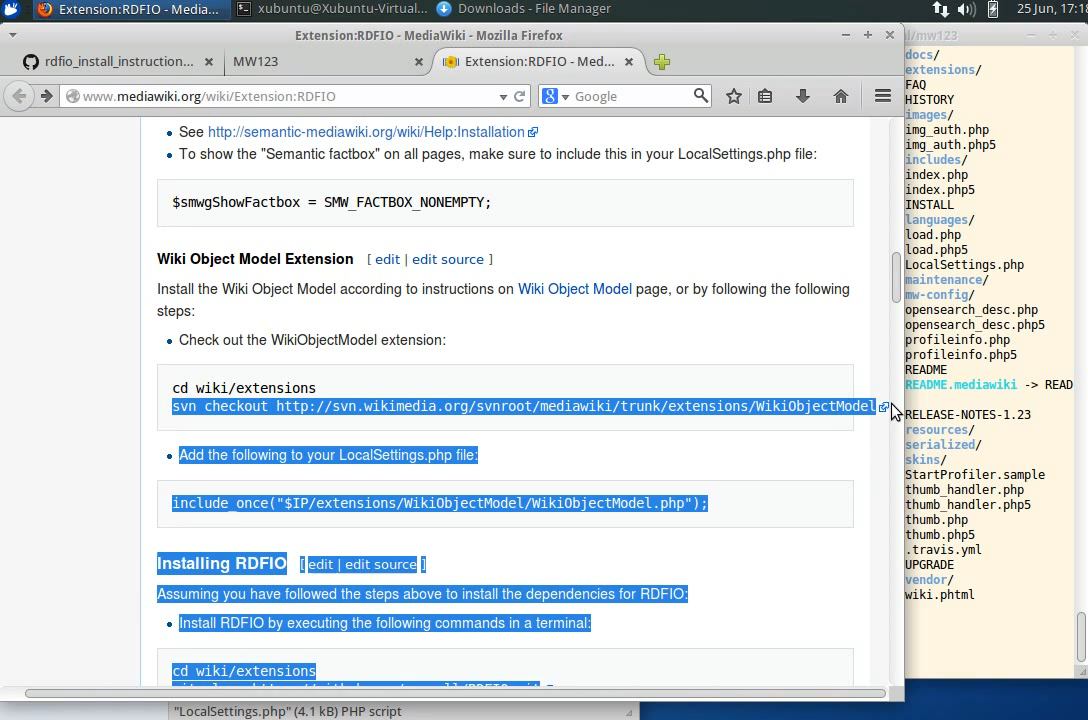 Extension:RDFIO - Media...
xubuntu@Xubuntu-Virtual...
Downloads - File Manager
25 Jun, 17:18
Extension:RDFIO - MediaWiki - Mozilla Firefox
l/mw123
rdfio_install_instruction...
MW123
Extension:RDFIO - Med...
www.mediawiki.org/wiki/Extension:RDFIO
Google
See http://semantic-mediawiki.org/wiki/Help:Installation
To show the "Semantic factbox" on all pages, make sure to include this in your LocalSettings.php file:
$smwgShowFactbox = SMW_FACTBOX_NONEMPTY;
Wiki Object Model Extension [ edit | edit source ]
Install the Wiki Object Model according to instructions on Wiki Object Model page, or by following the following
steps:
Check out the WikiObjectModel extension:
cd wiki/extensions
svn checkout http://svn.wikimedia.org/svnroot/mediawiki/trunk/extensions/WikiObjectModel
Add the following to your LocalSettings.php file:
include_once("$IP/extensions/WikiObjectModel/WikiObjectModel.php");
Installing RDFIO [ edit | edit source ]
Assuming you have followed the steps above to install the dependencies for RDFIO:
Install RDFIO by executing the following commands in a terminal:
cd wiki/extensions
docs/
extensions/
FAQ
HISTORY
images/
img_auth.php
img_auth.php5
includes/
index.php
index.php5
INSTALL
languages/
load.php
load.php5
LocalSettings.php
maintenance/
mw-config/
opensearch_desc.php
opensearch_desc.php5
profileinfo.php
profileinfo.php5
README
README.mediawiki -> READ
RELEASE-NOTES-1.23
resources/
serialized/
skins/
StartProfiler.sample
thumb_handler.php
thumb_handler.php5
thumb.php
thumb.php5
.travis.yml
UPGRADE
vendor/
wiki.phtml
"LocalSettings.php" (4.1 kB) PHP script